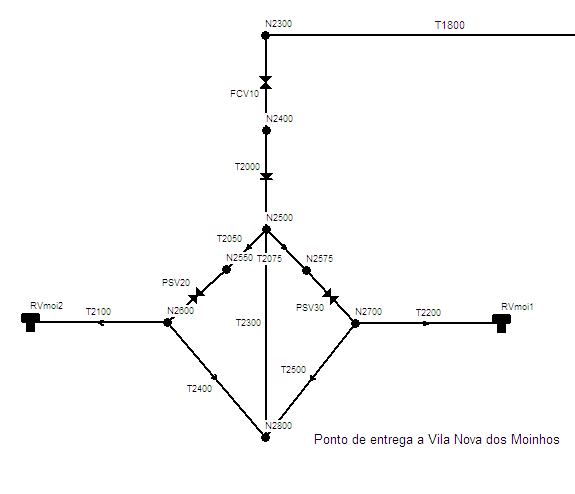 N2300
T1800
FCV10
N2400
T2000
N2500
T2050
N2550
T2075
N2575
PSV20
PSV30
RVmoi2
T2100
N2600
T2300
N2700
T2200
RVmoi1
T2400
T2500
N2800
Ponto de entrega a Vila Nova dos Moinhos